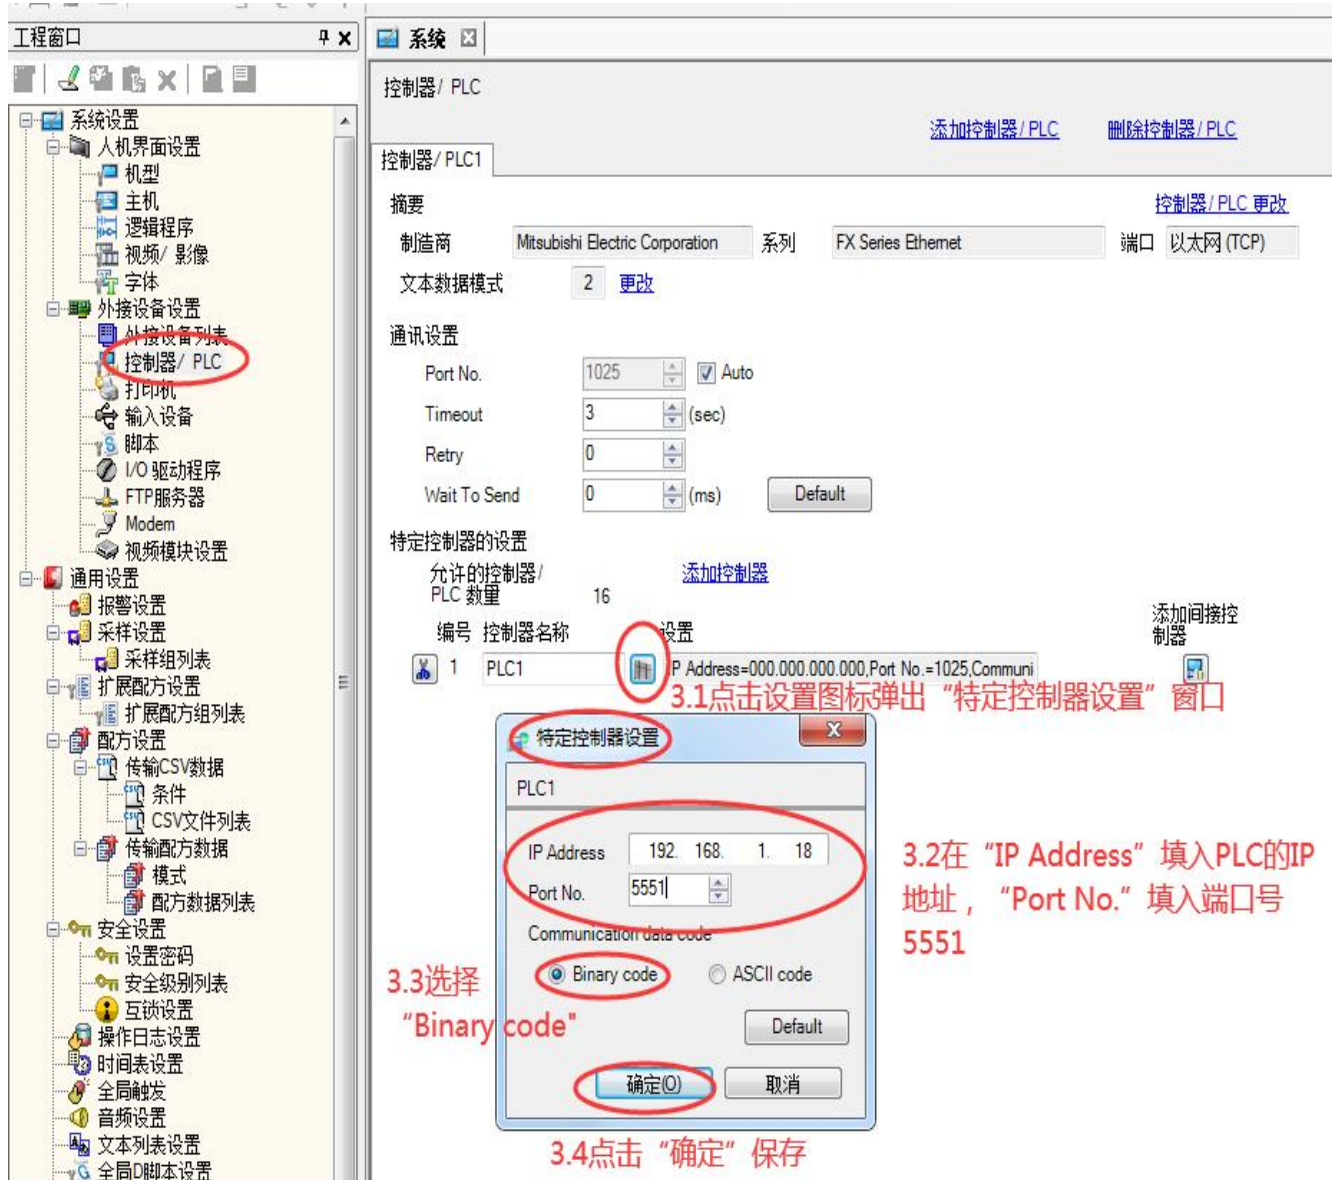 工程窗口
系统
系统设置
人机界面设置
机型
主机
逻辑程序
视频/ 影像
字体
外接设备设置
外接设备列表
控制器/ PLC
打印机
输入设备
脚本
I/O 驱动程序
FTP服务器
Modem
视频模块设置
通用设置
报警设置
采样设置
采样组列表
扩展配方设置
扩展配方组列表
配方设置
传输CSV数据
条件
CSV文件列表
传输配方数据
模式
配方数据列表
安全设置
设置密码
安全级别列表
互锁设置
操作日志设置
时间表设置
全局触发
音频设置
文本列表设置
全局D脚本设置
控制器/ PLC
添加控制器/PLC 删除控制器/PLC
控制器/PLC1
摘要 控制器/PLC 更改
制造商 Mitsubishi Electric Corporation 系列 FX Series Ethernet 端口 以太网 (TCP)
文本数据模式 2 更改
通讯设置
Port No. 1025 Auto
Timeout 3 (sec)
Retry 0
Wait To Send 0 (ms) Default
特定控制器的设置
允许的控制器/ 添加控制器
PLC 数量 16
添加间接控
制器
编号 控制器名称 设置
1 PLC1 P Address=000.000.000.000,Port No.=1025,Communi
3.1点击设置图标弹出“特定控制器设置”窗口
特定控制器设置
PLC1
IP Address 192. 168. 1. 18
Port No. 5551
Communication data code
Binary code ASCII code
Default
确定(O) 取消
3.2在“IP Address”填入PLC的IP
地址，“Port No.”填入端口号
5551
3.3选择
“Binary code"
3.4点击“确定”保存